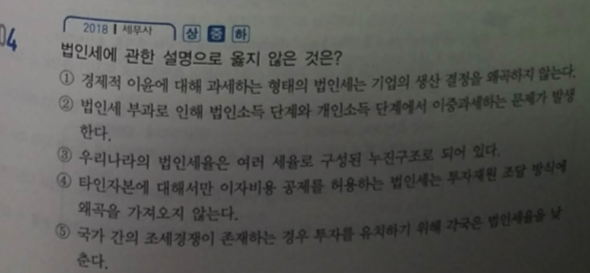 04
2018 세무사 상 중 하
법인세에 관한 설명으로 옳지 않은 것은?
① 경제적 이윤에 대해 과세하는 형태의 법인세는 기업의 생산 결정을 왜곡하지 않는다.
② 법인세 부과로 인해 법인소득 단계와 개인소득 단계에서 이중과세하는 문제가 발생
한다.
③ 우리나라의 법인세율은 여러 세율로 구성된 누진구조로 되어 있다.
④ 타인자본에 대해서만 이자비용 공제를 허용하는 법인세는 투자재원 조달 방식에
왜곡을 가져오지 않는다.
⑤ 국가 간의 조세경쟁이 존재하는 경우 투자를 유치하기 위해 각국은 법인세율을 낮
춘다.